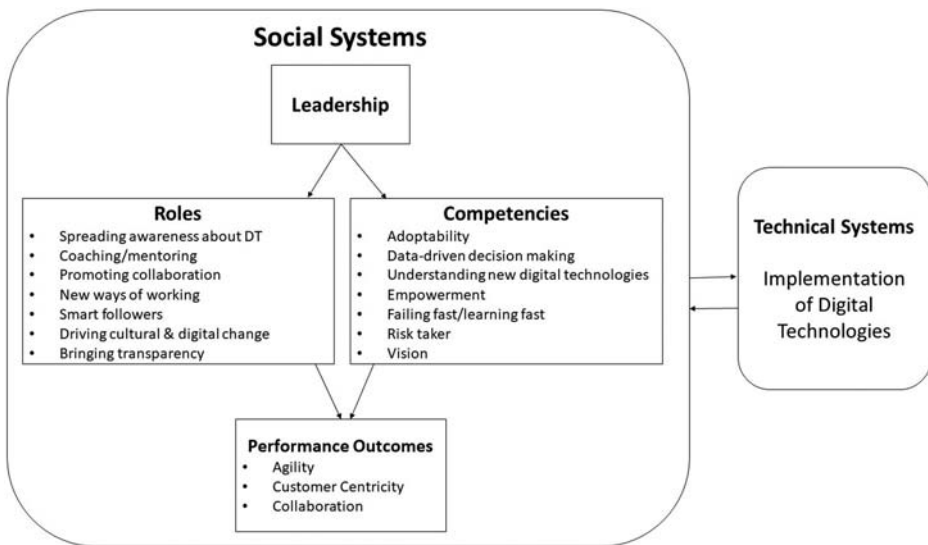 Social Systems
Leadership
Roles
• Spreading awareness about DT
• Coaching/mentoring
• Promoting collaboration
• New ways of working
• Smart followers
• Driving cultural & digital change
• Bringing transparency
Competencies
• Adoptability
• Data-driven decision making
• Understanding new digital technologies
• Empowerment
• Failing fast/learning fast
• Risk taker
• Vision
Performance Outcomes
• Agility
• Customer Centricity
• Collaboration
Technical Systems
Implementation
of Digital
Technologies